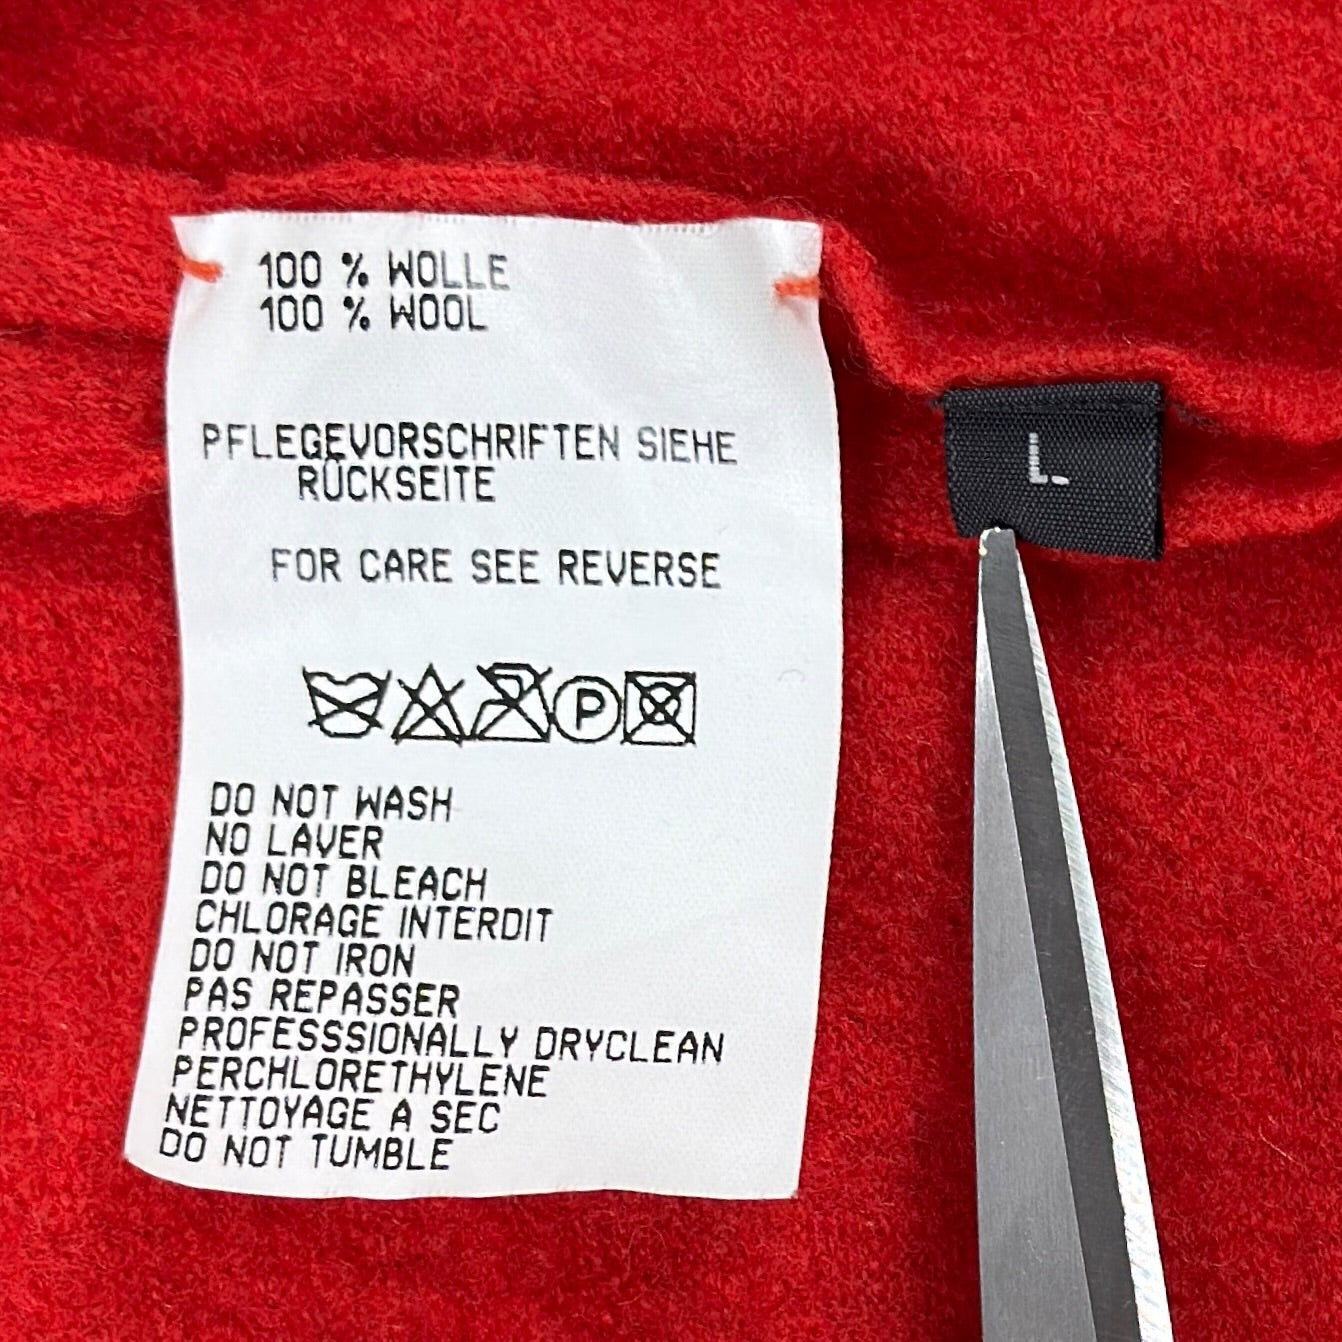 100 % WOLLE
100 % WOOL
PFLEGEVORSCHRIFTEN SIEHE
RÜCKSEITE
FOR CARE SEE REVERSE
P
DO NOT WASH
NO LAVER
DO NOT BLEACH
CHLORAGE INTERDIT
DO NOT IRON
PAS REPASSER
PROFESSSIONALLY DRYCLEAN
PERCHLORETHYLENE
NETTOYAGE A SEC
DO NOT TUMBLE
L